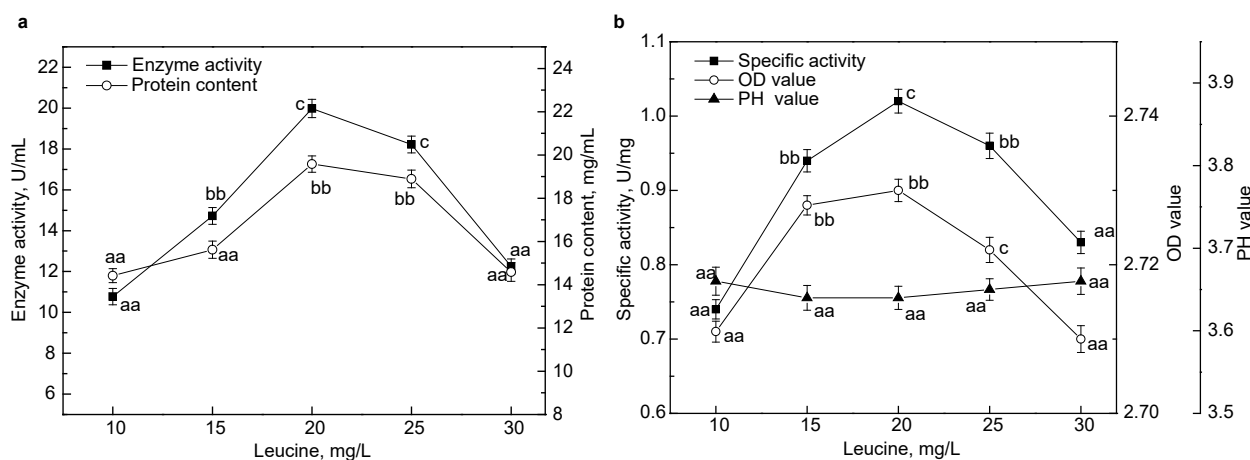 a
Enzyme activity
Protein content
Enzyme activity, U/mL
22
20
18
16
14
12
10
8
6
24
22
20
18
16
14
12
10
8
Protein content, mg/mL
aa
aa
bb
aa
c
bb
c
bb
aa
aa
10 15 20 25 30
Leucine, mg/L
b
Specific activity
OD value
PH value
Specific activity, U/mg
1.1
1.0
0.9
0.8
0.7
0.6
2.74
2.72
2.70
OD value
3.9
3.8
3.7
3.6
3.5
PH value
aa
aa
aa
bb
bb
aa
c
bb
aa
bb
c
aa
aa
aa
aa
10 15 20 25 30
Leucine, mg/L